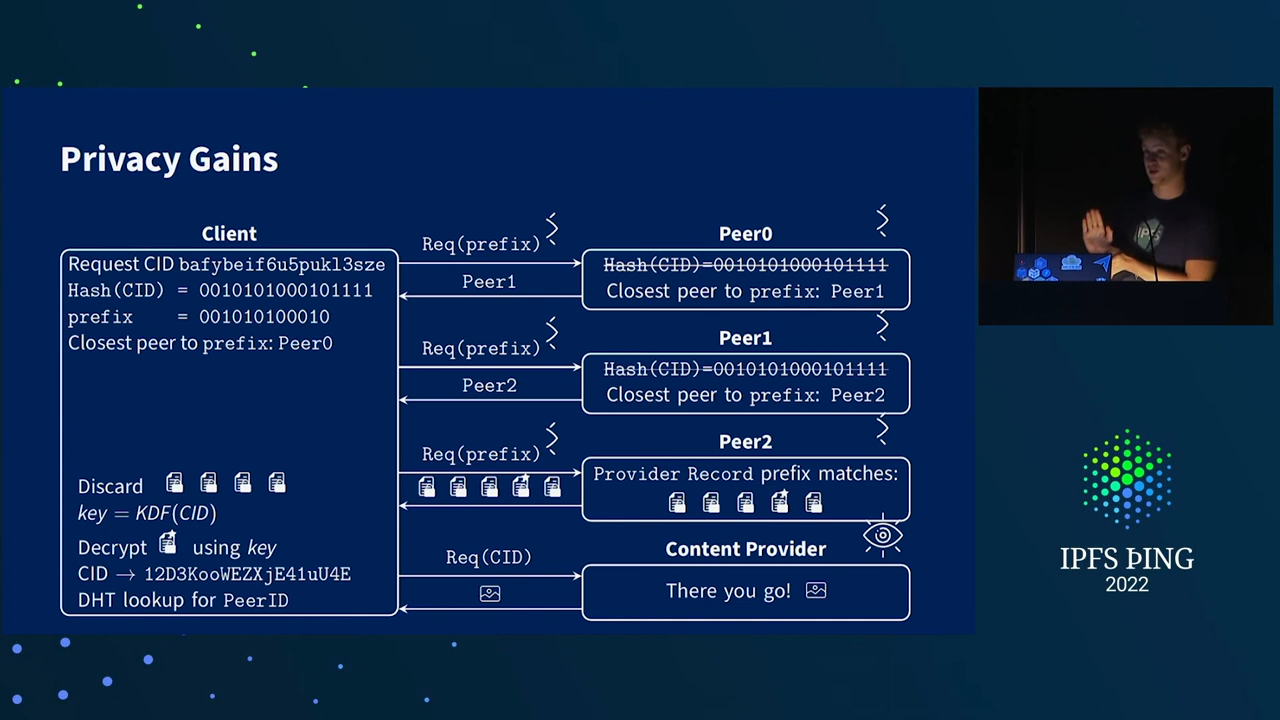 Privacy Gains
Client
Request CID bafybeif6u5pukl3sze
Hash(CID) = 0010101000101111
prefix = 001010100010
Closest peer to prefix: Peer0
Discard
key = KDF(CID)
Decrypt using key
CID → 12D3KooWEZXjE41uU4E
DHT lookup for PeerID
Req(prefix)
Peer1
Req(prefix)
Peer2
Req(prefix)
Req(CID)
Peer0
Hash(CID)=0010101000101111
Closest peer to prefix: Peer1
Peer1
Hash(CID)=0010101000101111
Closest peer to prefix: Peer2
Peer2
Provider Record prefix matches:
Content Provider
There you go!
IPFS ÞING
2022